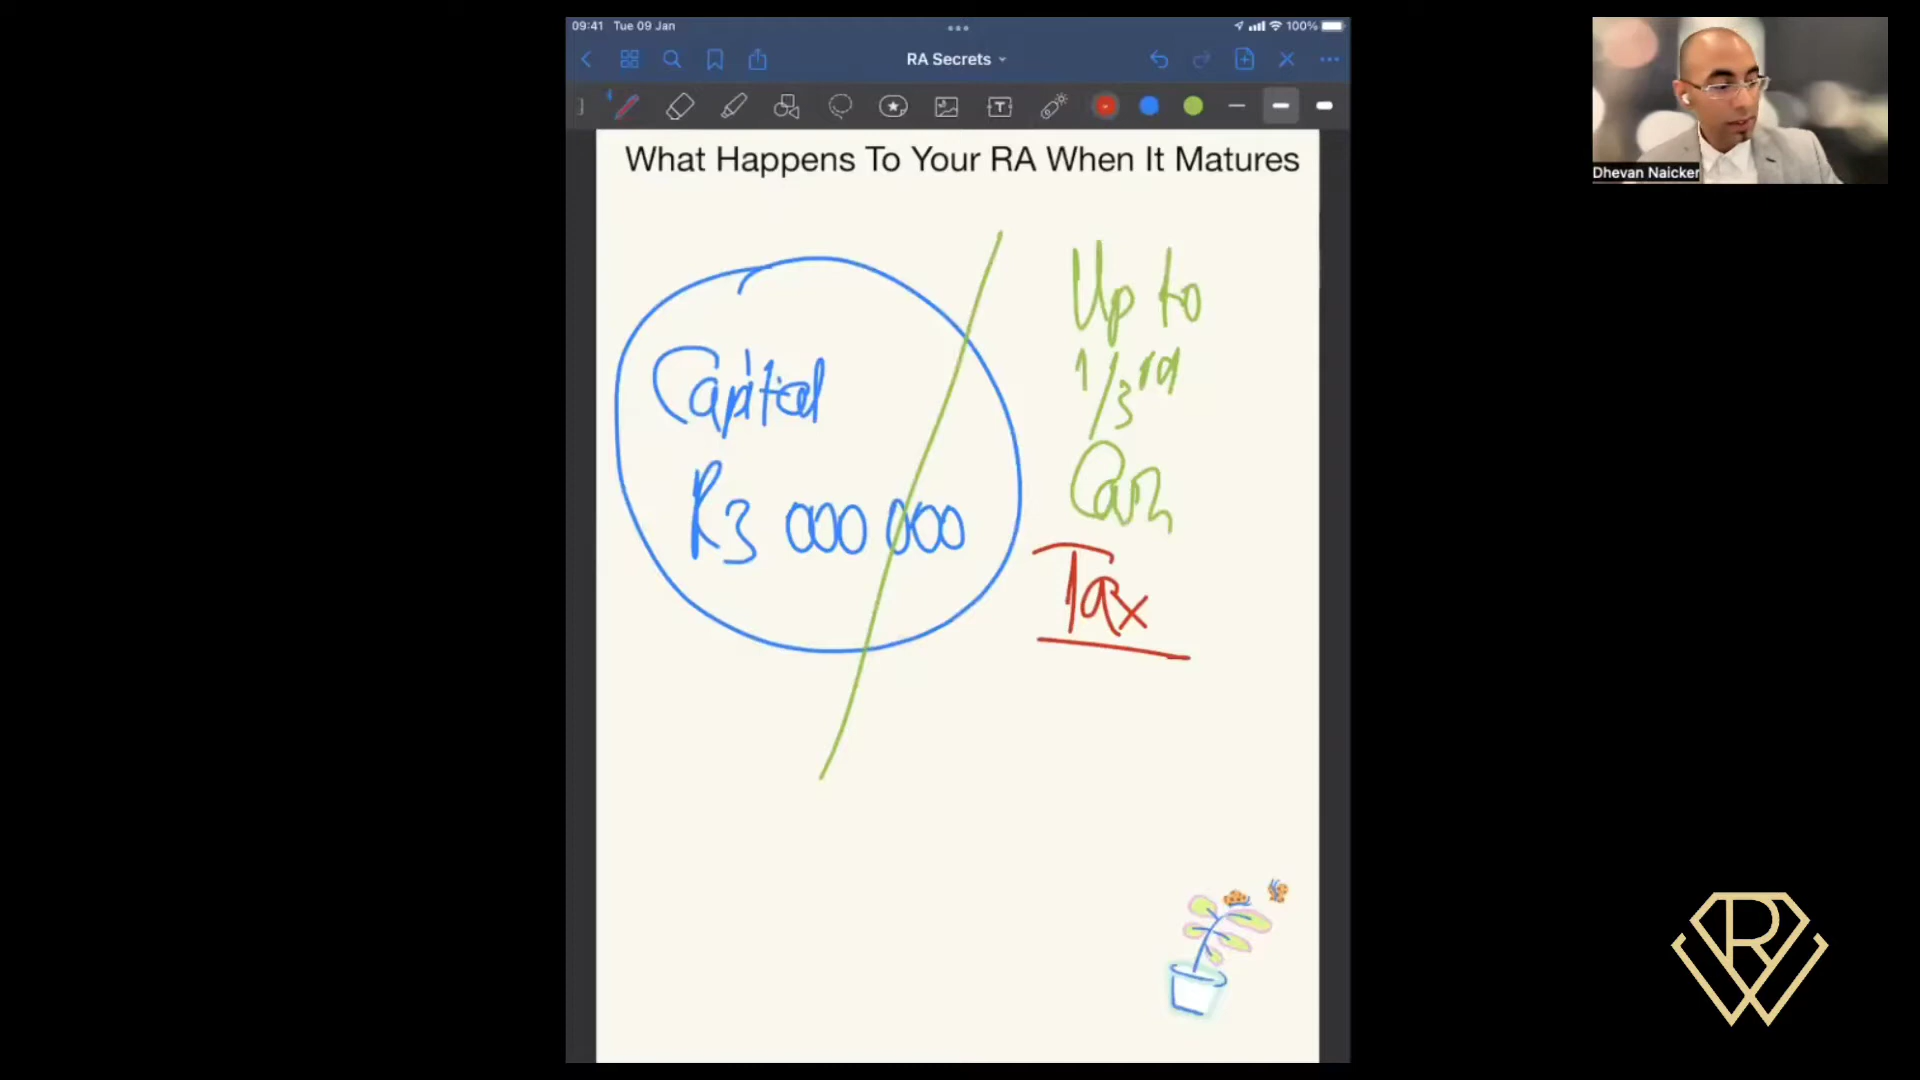 09:41 Tue 09 Jan
100%
RA Secrets
What Happens To Your RA When It Matures
Capital
R3 000 000
Up to
1/3rd
Cash
Tax
Dhevan Naicker